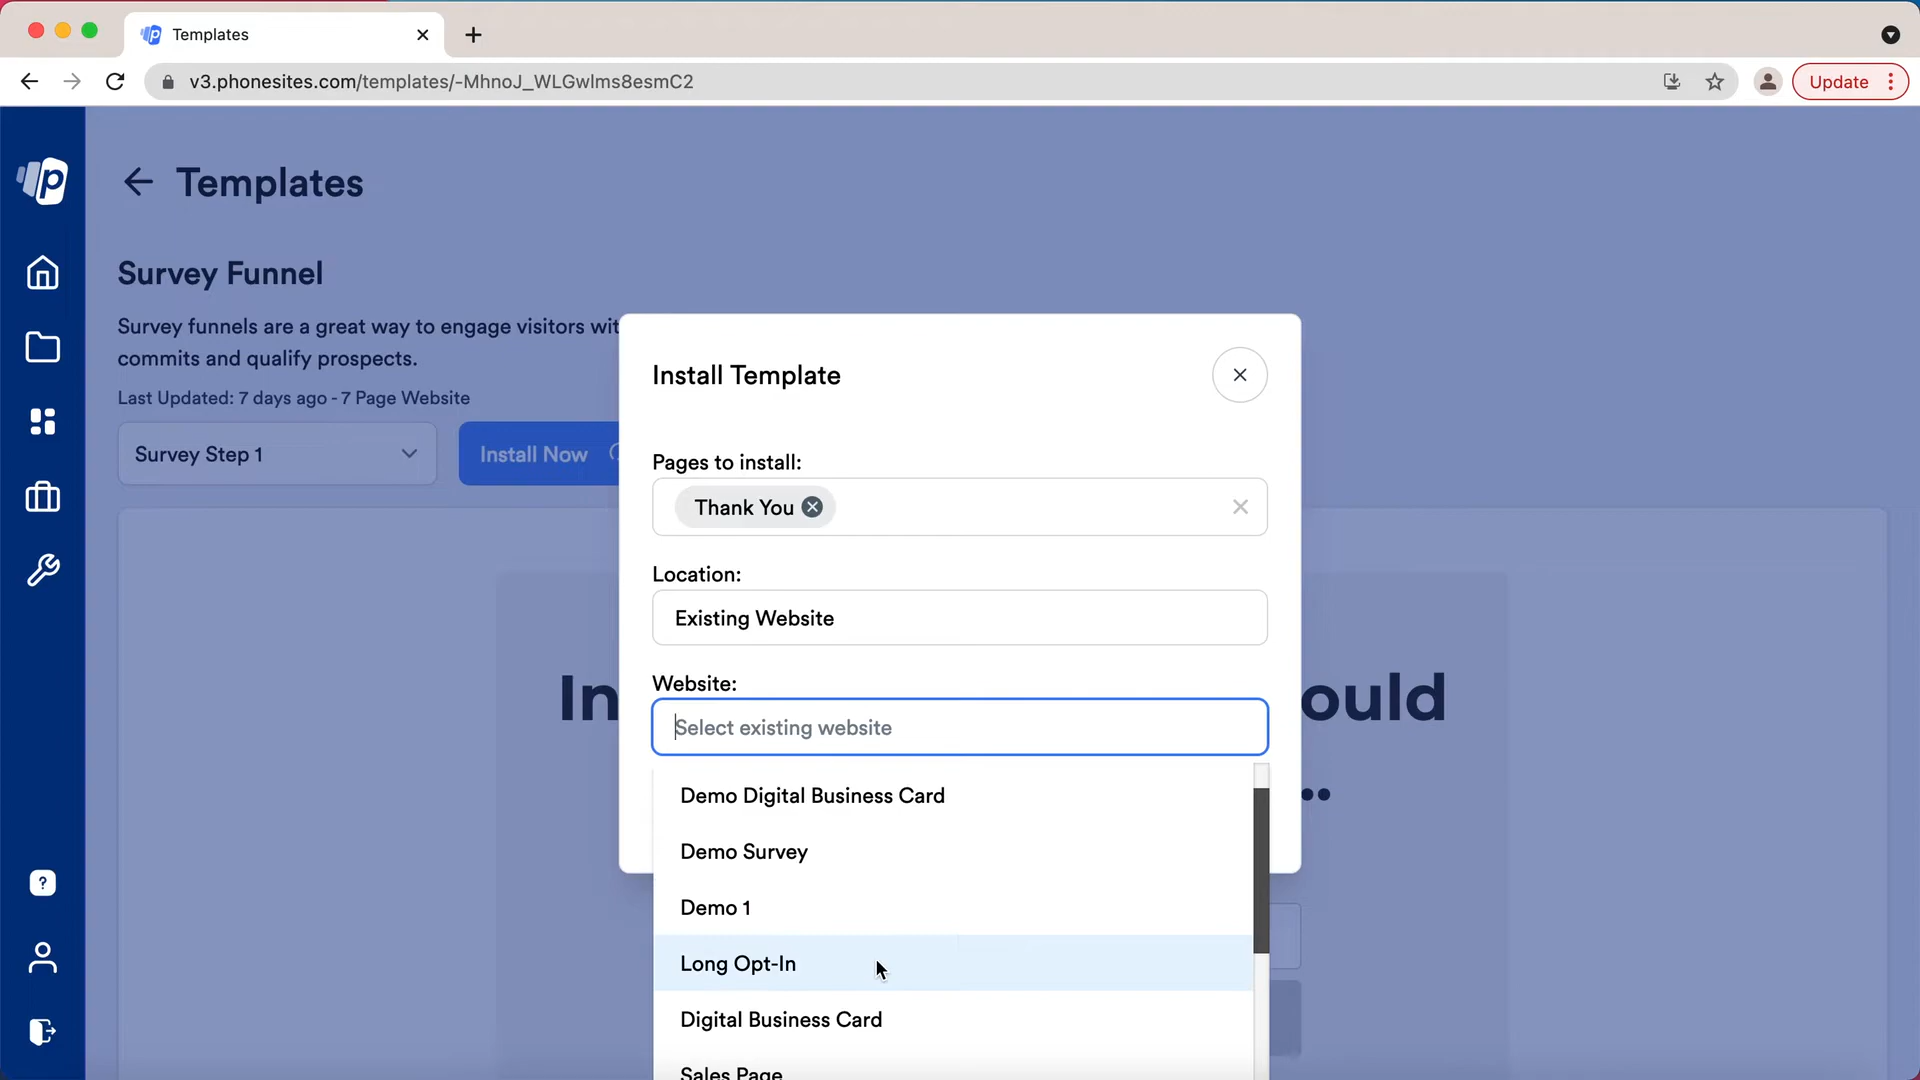 Templates
v3.phonesites.com/templates/-MhnoJ_WLGwlms8esmC2
Update
p
Templates
Survey Funnel
Survey funnels are a great way to engage visitors wit
commits and qualify prospects.
Last Updated: 7 days ago - 7 Page Website
Survey Step 1
Install Now
Install Template
Pages to install:
Thank You
Location:
Existing Website
Website:
Select existing website
In
ould
..
Demo Digital Business Card
Demo Survey
Demo 1
Long Opt-In
Digital Business Card
Sales Page
?